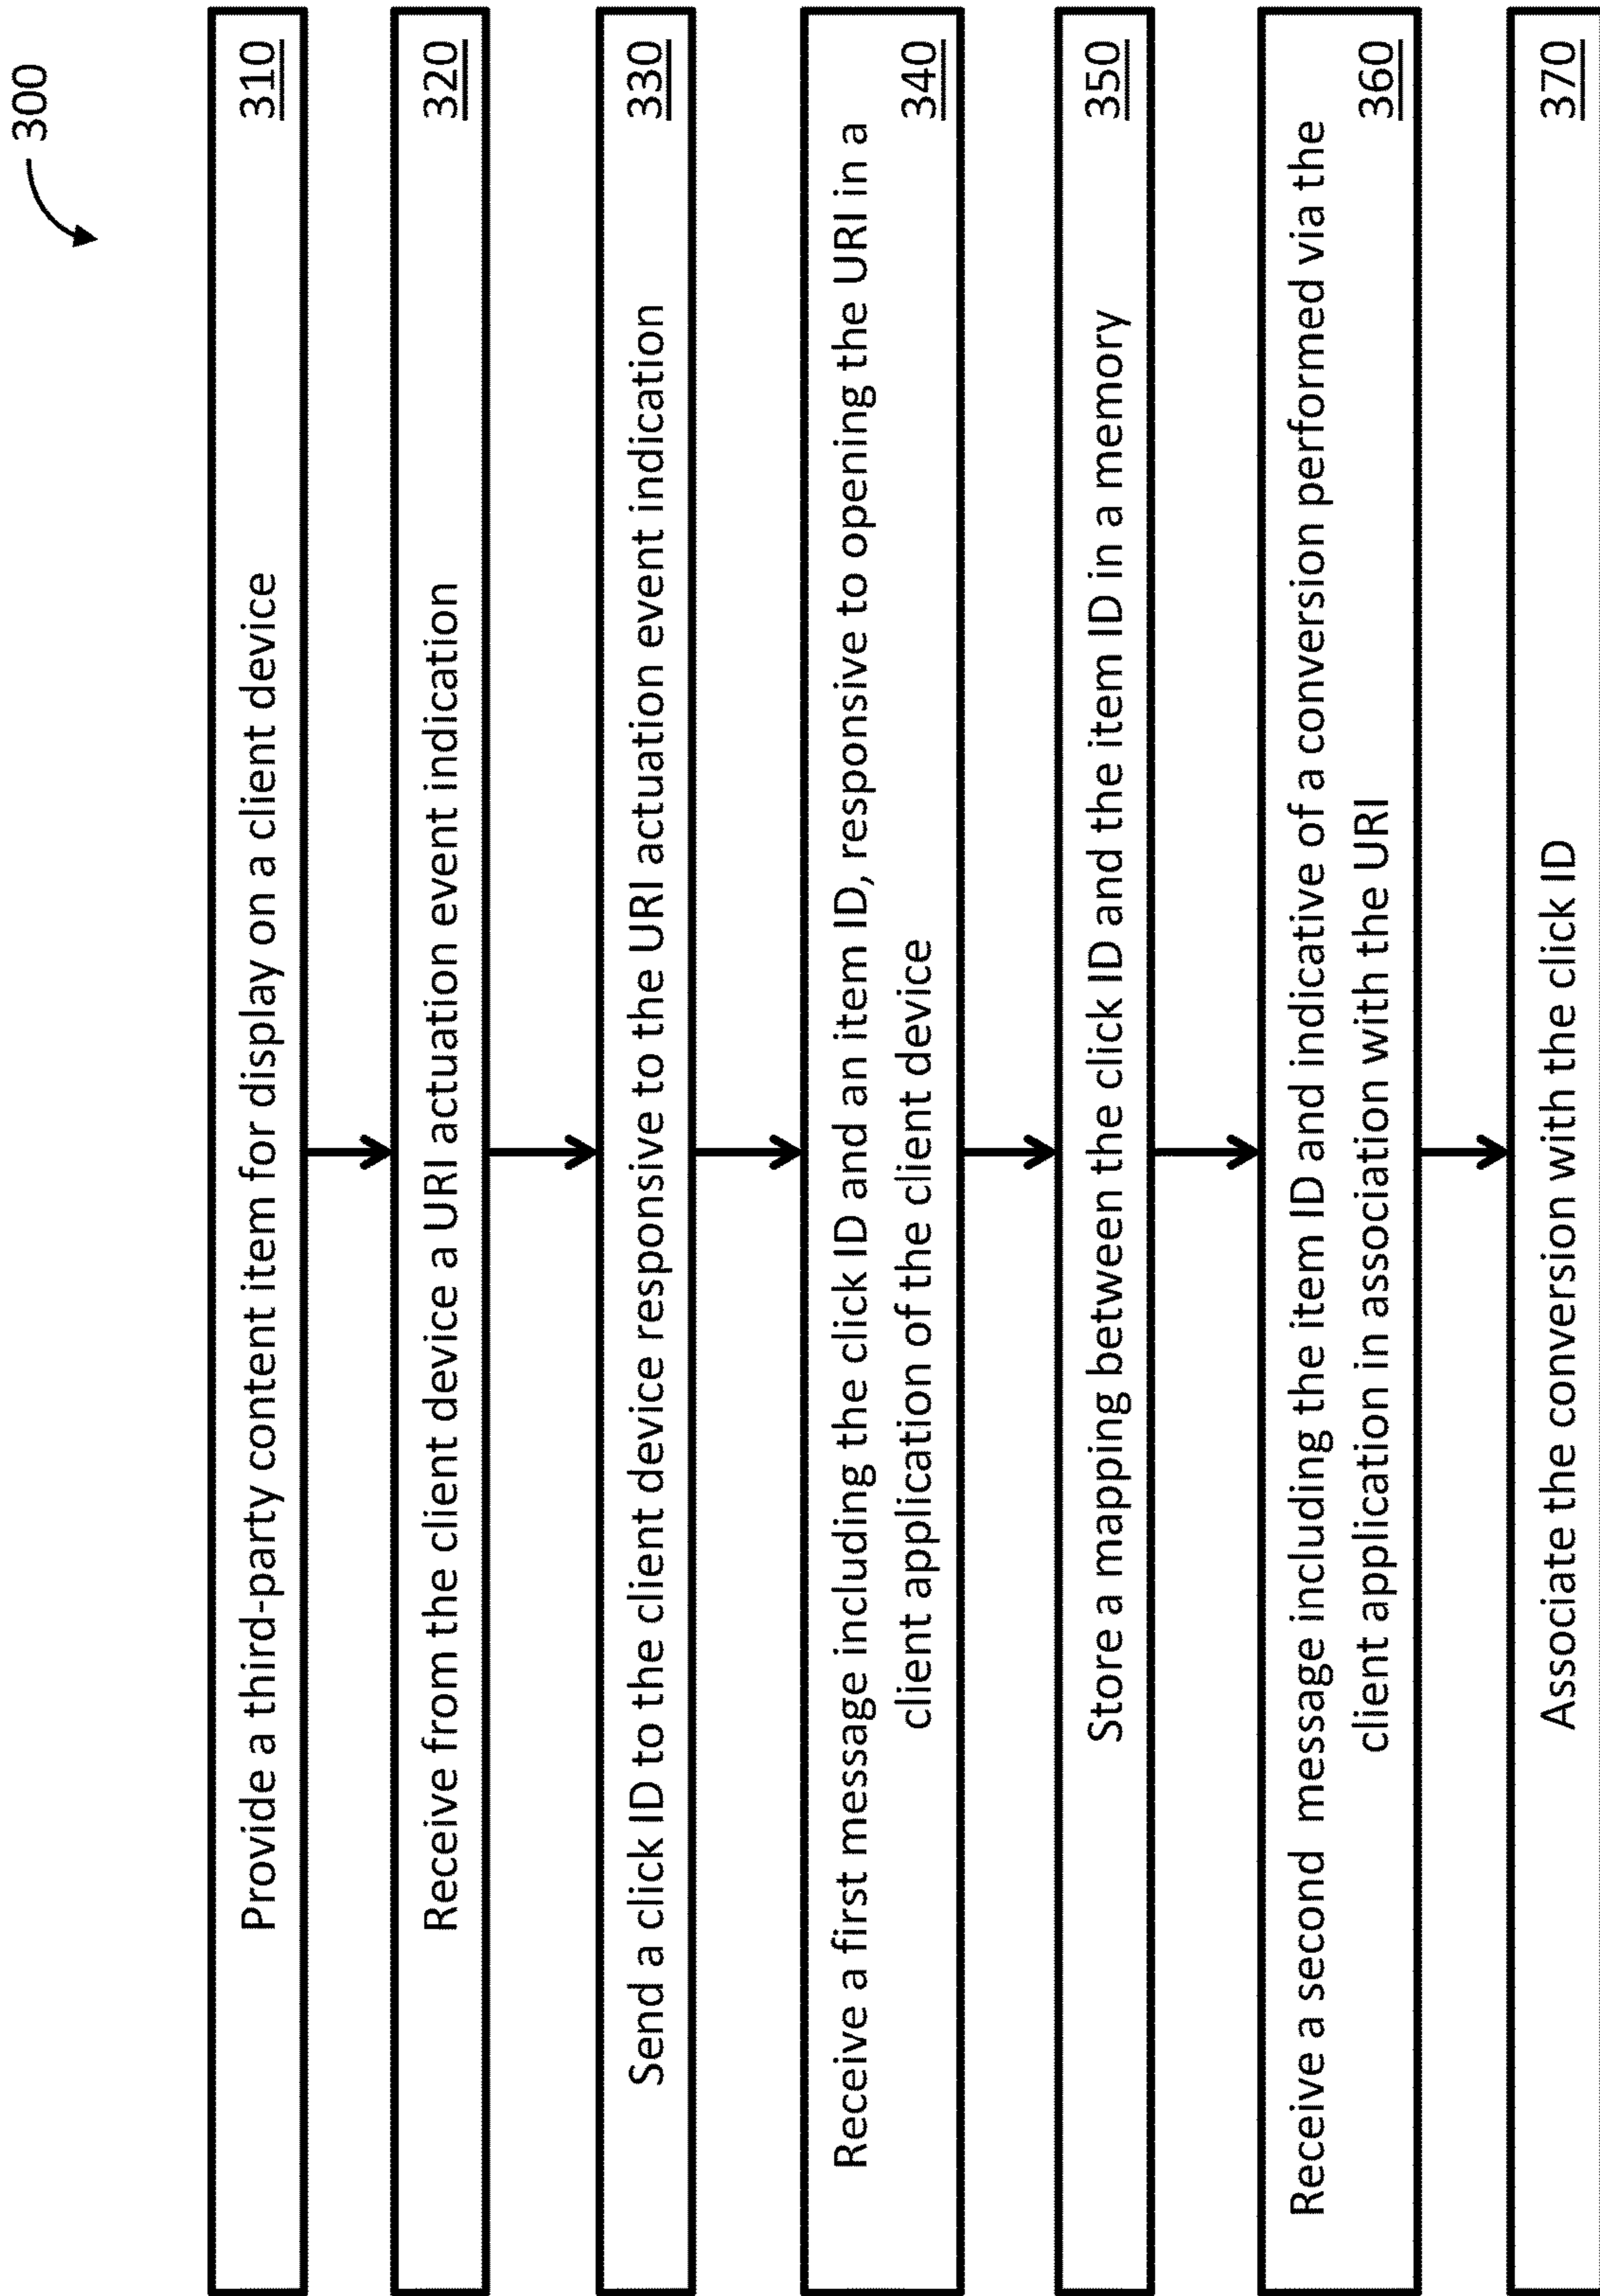 300
Provide a third-party content item for display on a client device
310
Receive from the client device a URI actuation event indication
320
Send a click ID to the client device responsive to the URI actuation event indication
330
Receive a first message including the click ID and an item ID, responsive to opening the URI in a
client application of the client device
340
Store a mapping between the click ID and the item ID in a memory
350
Receive a second message including the item ID and indicative of a conversion performed via the
client application in association with the URI
360
Associate the conversion with the click ID
370